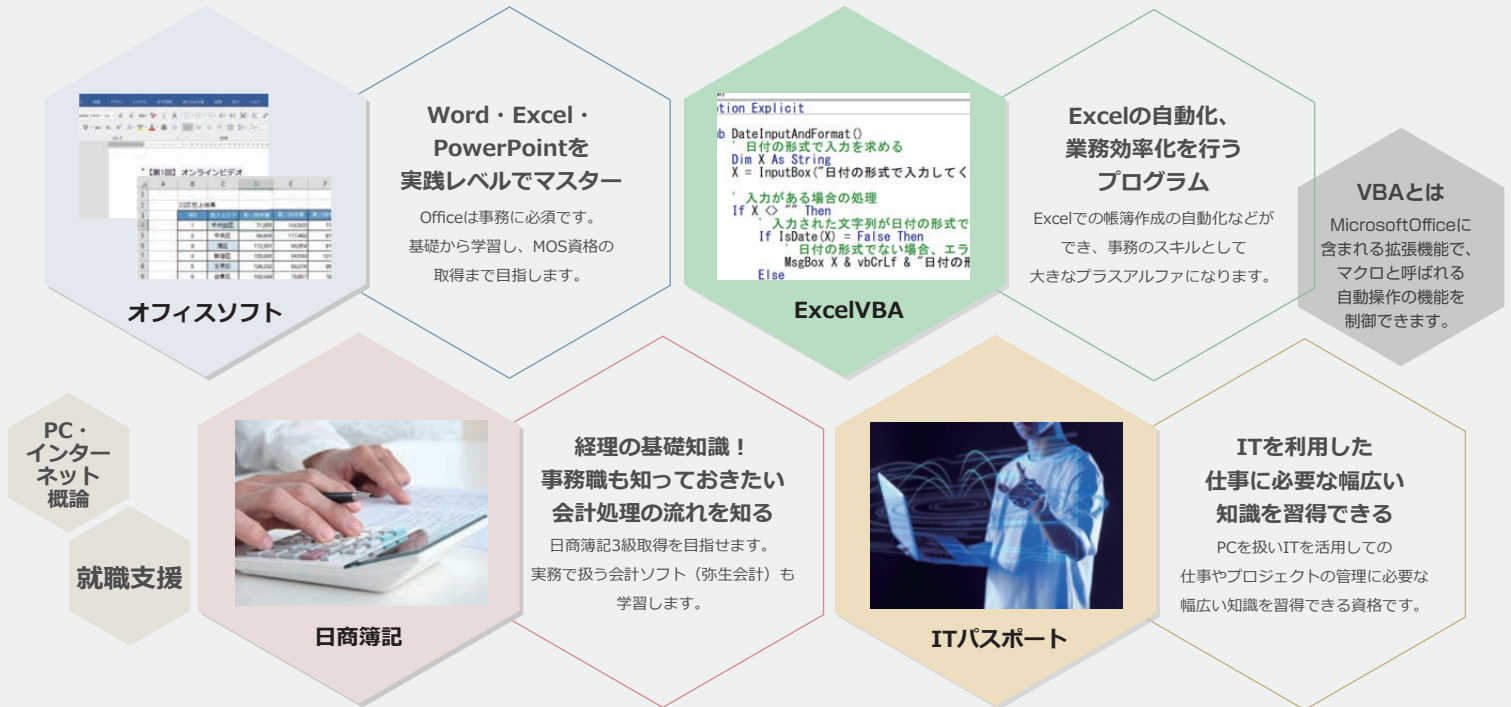 【第1回】オンラインビデオ
オフィスソフト
Word・Excel・
PowerPointを
実践レベルでマスター
Officeは事務に必須です。
基礎から学習し、MOS資格の
取得まで目指します。
tion Explicit
ub DateInputAndFormat()
' 日付の形式で入力を求める
Dim X As String
X = InputBox("日付の形式で入力してく
' 入力がある場合の処理
If X <> "" Then
' 入力された文字列が日付の形式で
If IsDate(X) = False Then
' 日付の形式でない場合、エラ
MsgBox X & vbCrLf & "日付の形
Else
ExcelVBA
Excelの自動化、
業務効率化を行う
プログラム
Excelでの帳簿作成の自動化などが
でき、事務のスキルとして
大きなプラスアルファになります。
VBAとは
MicrosoftOfficeに
含まれる拡張機能で、
マクロと呼ばれる
自動操作の機能を
制御できます。
PC・
インター
ネット
概論
就職支援
日商簿記
経理の基礎知識！
事務職も知っておきたい
会計処理の流れを知る
日商簿記3級取得を目指せます。
実務で扱う会計ソフト（弥生会計）も
学習します。
ITパスポート
ITを利用した
仕事に必要な幅広い
知識を習得できる
PCを扱いITを活用しての
仕事やプロジェクトの管理に必要な
幅広い知識を習得できる資格です。